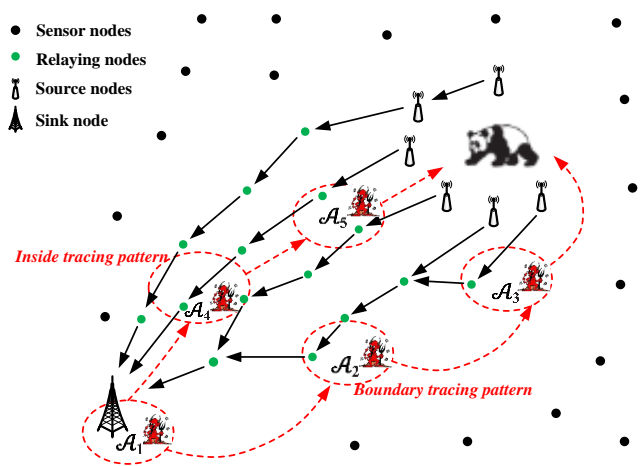 Sensor nodes
Relaying nodes
Source nodes
Sink node
𝒜5
Inside tracing pattern
𝒜4
𝒜3
𝒜2
Boundary tracing pattern
𝒜1